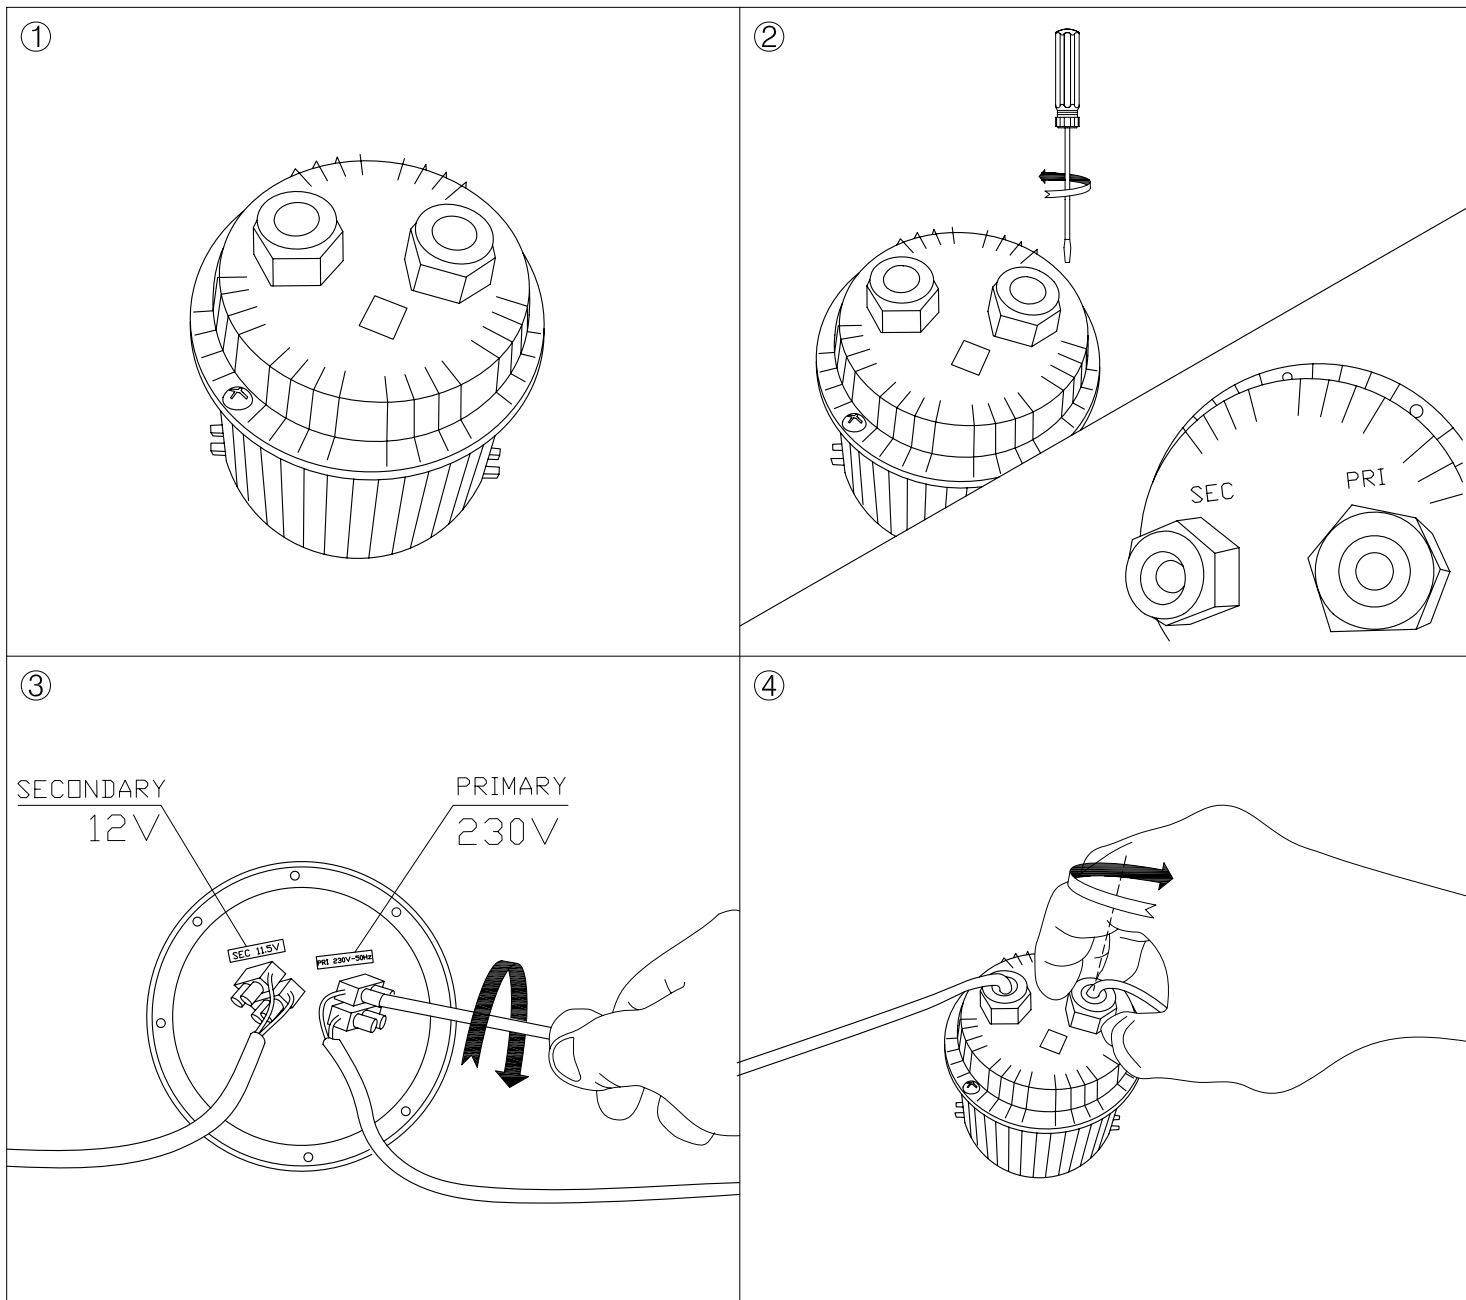 ①
②
SEC
PRI
③
SECONDARY
12V
PRIMARY
230V
SEC 11.5V
PRI 230V-50Hz
④